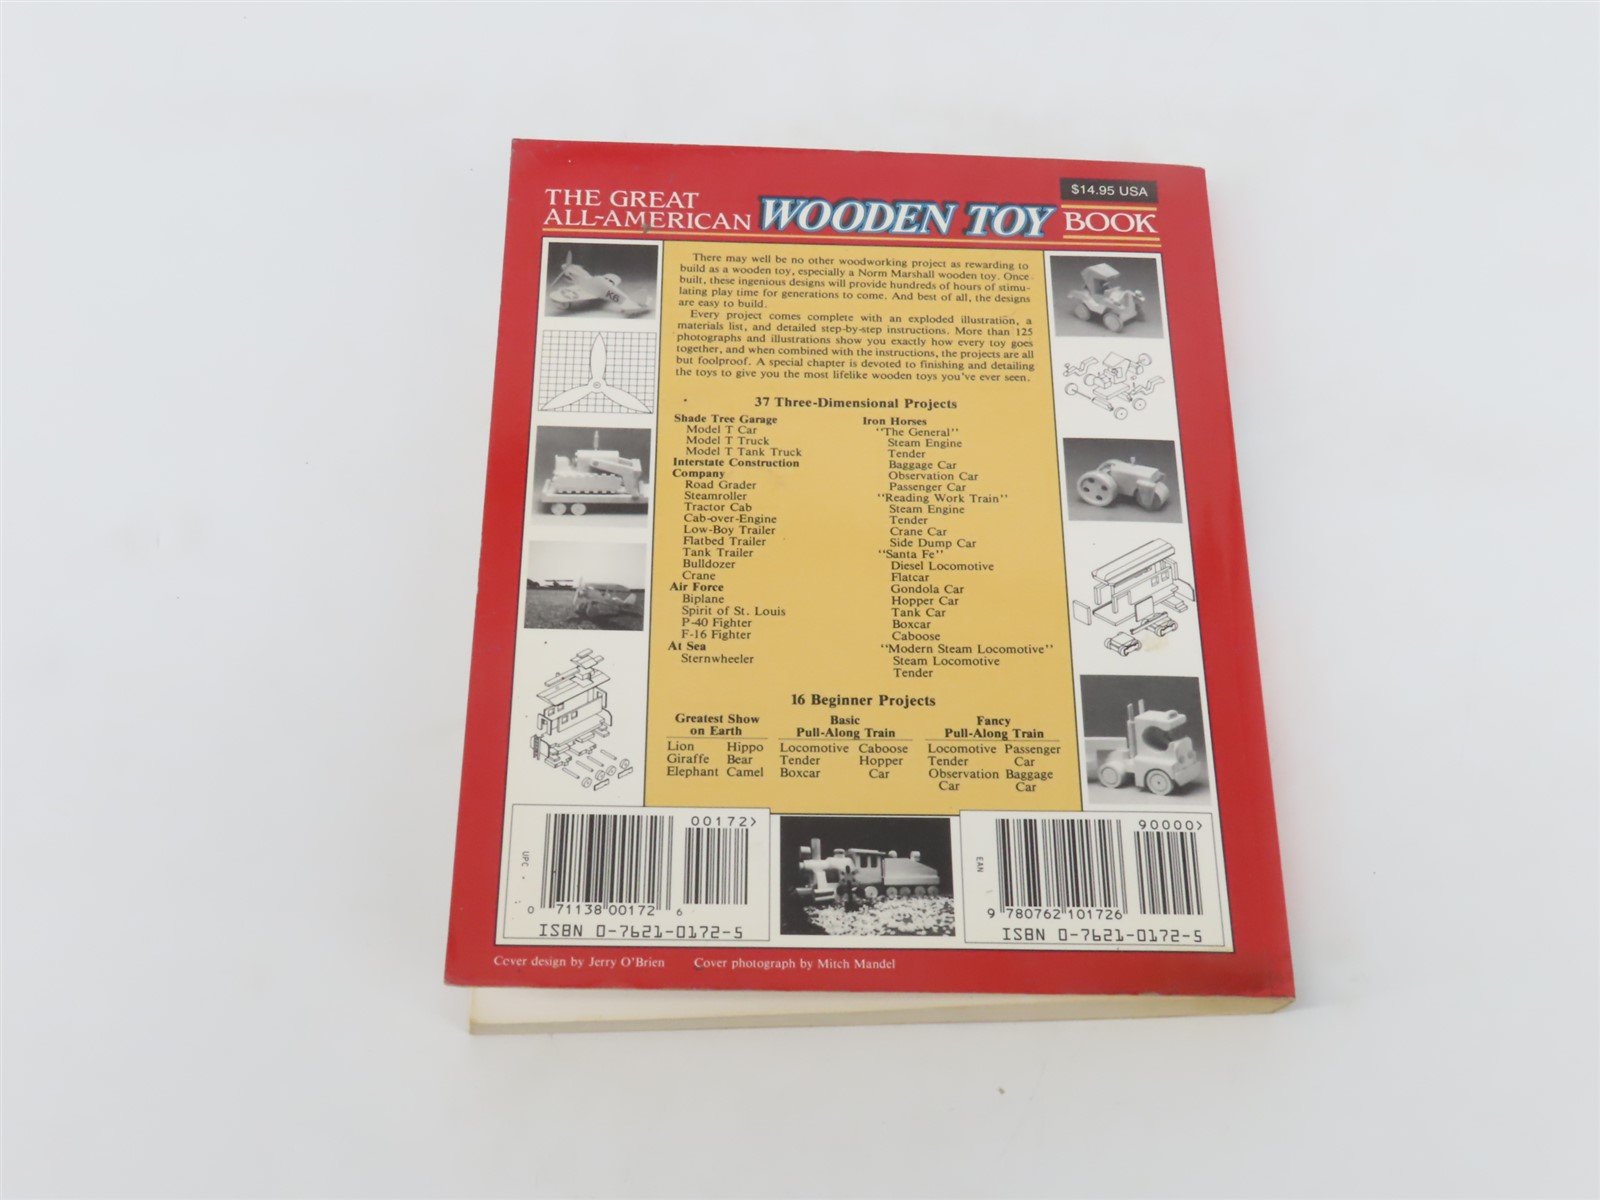 $14.95 USA
THE GREAT
ALL-AMERICAN WOODEN TOY BOOK
There may well be no other woodworking project as rewarding to
build as a wooden toy, especially a Norm Marshall wooden toy. Once
built, these ingenious designs will provide hundreds of hours of stimu-
lating play time for generations to come. And best of all, the designs
are easy to build.
Every project comes complete with an exploded illustration, a
materials list, and detailed step-by-step instructions. More than 125
photographs and illustrations show you exactly how every toy goes
together, and when combined with the instructions, the projects are all
but foolproof. A special chapter is devoted to finishing and detailing
the toys to give you the most lifelike wooden toys you've ever seen.
37 Three-Dimensional Projects
Shade Tree Garage
Model T Car
Model T Truck
Model T Tank Truck
Interstate Construction
Company
Road Grader
Steamroller
Tractor Cab
Cab-over-Engine
Low-Boy Trailer
Flatbed Trailer
Tank Trailer
Bulldozer
Crane
Air Force
Biplane
Spirit of St. Louis
P-40 Fighter
F-16 Fighter
At Sea
Sternwheeler
Iron Horses
"The General"
Steam Engine
Tender
Baggage Car
Observation Car
Passenger Car
"Reading Work Train"
Steam Engine
Tender
Crane Car
Side Dump Car
"Santa Fe"
Diesel Locomotive
Flatcar
Gondola Car
Hopper Car
Tank Car
Boxcar
Caboose
"Modern Steam Locomotive"
Steam Locomotive
Tender
16 Beginner Projects
Greatest Show
on Earth
Lion Hippo
Giraffe Bear
Elephant Camel
Basic
Pull-Along Train
Locomotive Caboose
Tender Hopper
Boxcar Car
Fancy
Pull-Along Train
Locomotive Passenger
Tender Car
Observation Baggage
Car Car
K6
UPC
00172>
0 71138 00172 6
ISBN 0-7621-0172-5
EAN
90000>
9 780762 101726
ISBN 0-7621-0172-5
Cover design by Jerry O'Brien Cover photograph by Mitch Mandel